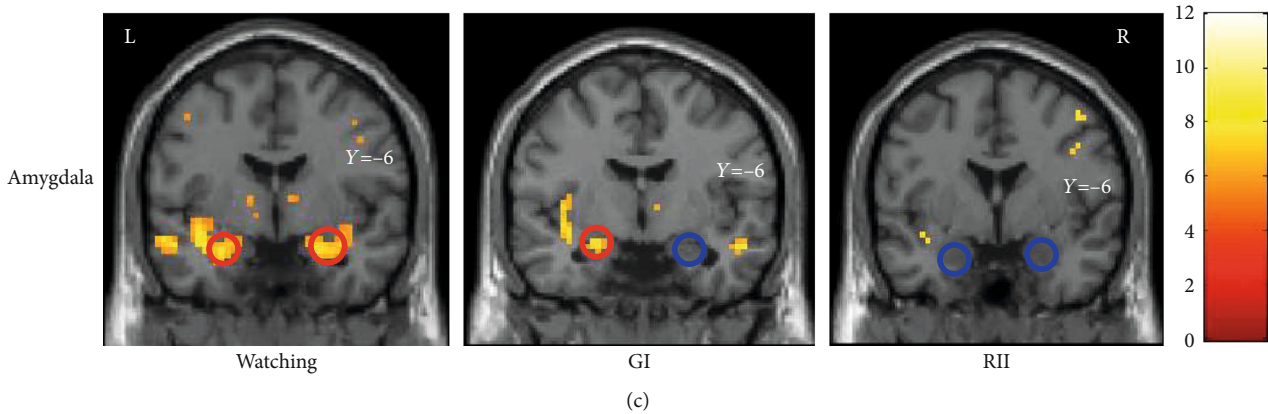 L
R
Y=–6
Y=–6
Y=–6
Amygdala
Watching
GI
RII
12
10
8
6
4
2
0
(c)